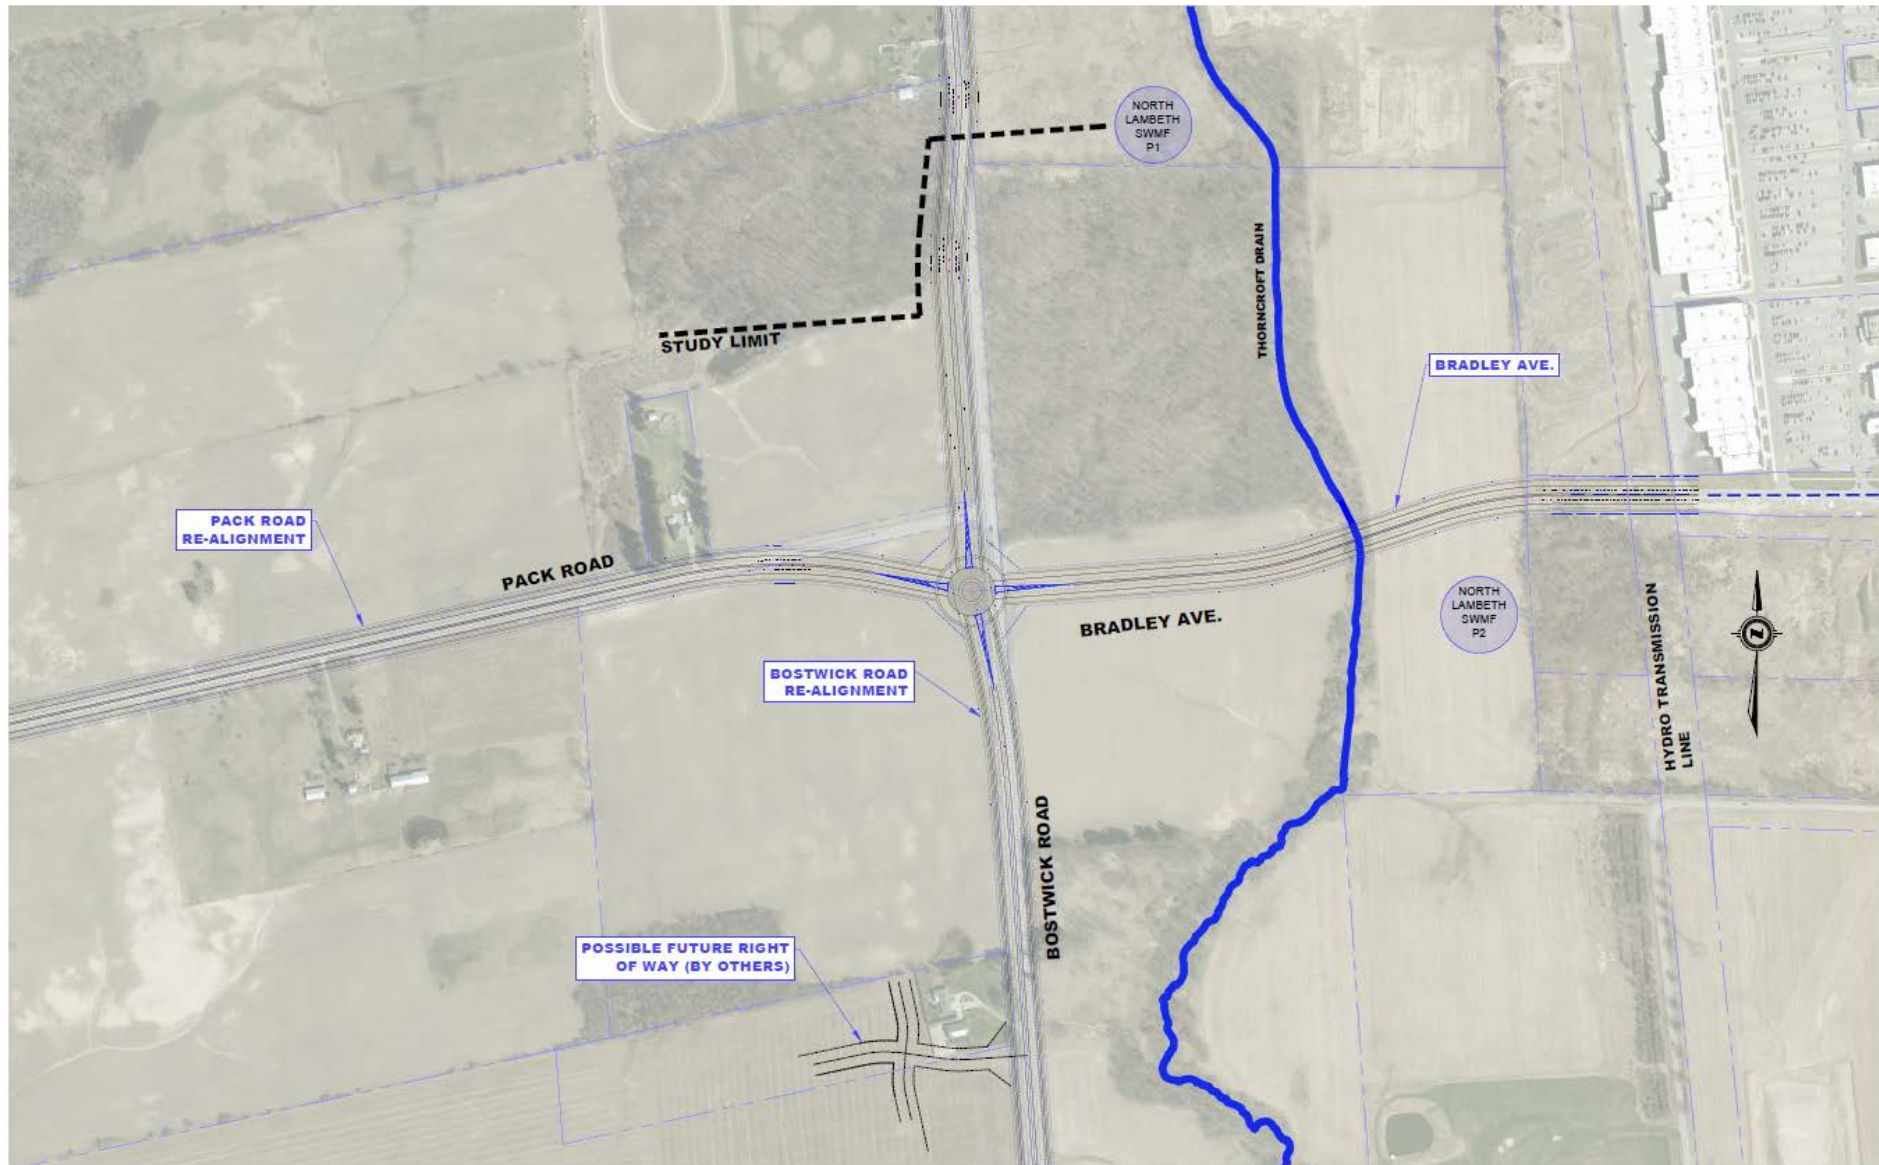 NORTH
LAMBETH
SWMF
P1
THORNCROFT DRAIN
STUDY LIMIT
BRADLEY AVE.
PACK ROAD
RE-ALIGNMENT
PACK ROAD
NORTH
LAMBETH
SWMF
P2
BRADLEY AVE.
HYDRO TRANSMISSION
LINE
BOSTWICK ROAD
RE-ALIGNMENT
BOSTWICK ROAD
POSSIBLE FUTURE RIGHT
OF WAY (BY OTHERS)